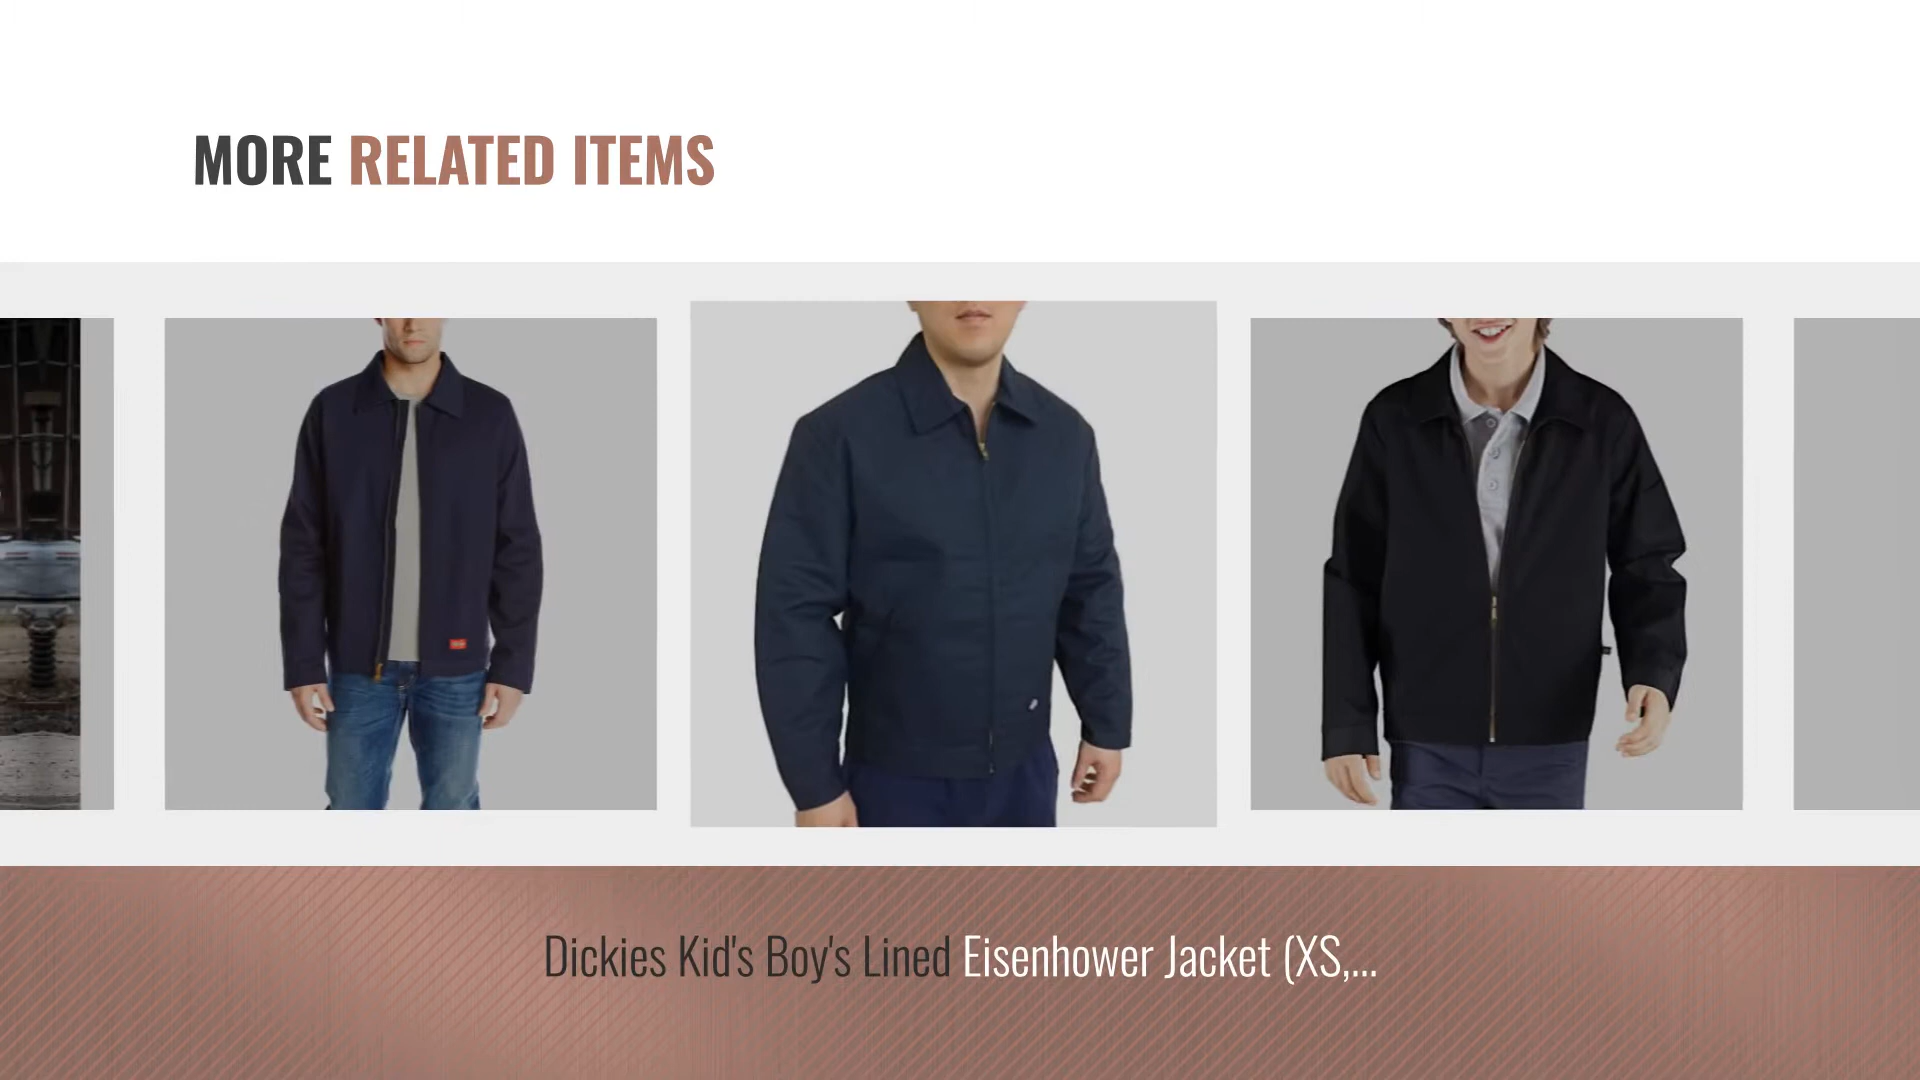 MORE RELATED ITEMS
Dickies Kid's Boy's Lined Eisenhower Jacket (XS,...